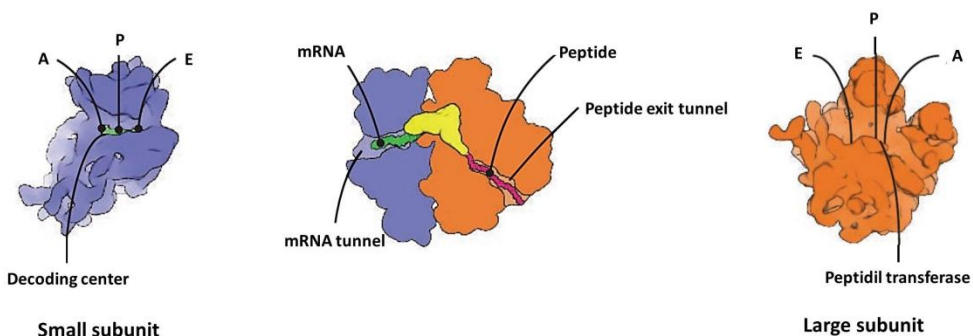 A
P
E
Decoding center
Small subunit
mRNA
mRNA tunnel
Peptide
Peptide exit tunnel
E
P
A
Peptidil transferase
Large subunit